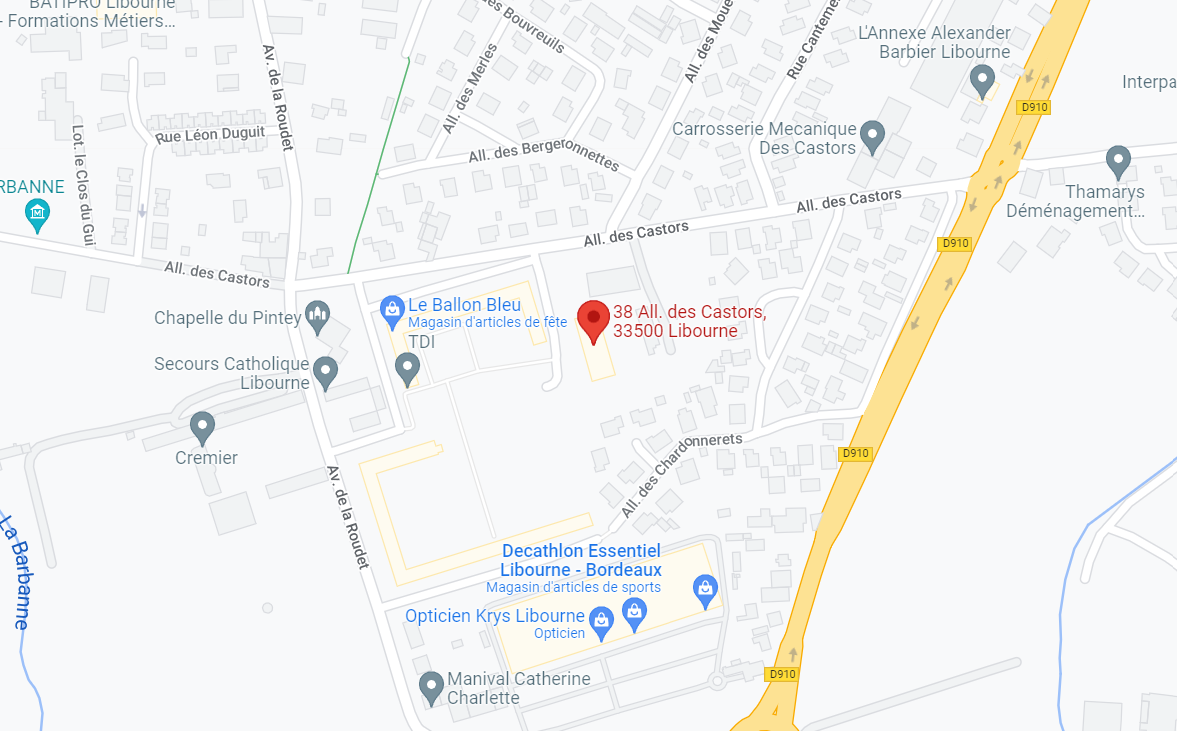 BATIPRO Libourne
- Formations Métiers...
Av. de la Roudet
des Bouvreuils
All. des Merles
All. des Moue
Rue Canteme
L'Annexe Alexander
Barbier Libourne
Interpa
D910
Rue Léon Duguit
Lot. le Clos du Gui
All. des Bergeronnettes
Carrosserie Mecanique
Des Castors
Thamarys
Déménagement...
RBANNE
All. des Castors
All. des Castors
All. des Castors
D910
Chapelle du Pintey
Le Ballon Bleu
Magasin d'articles de fête
TDI
38 All. des Castors,
33500 Libourne
Secours Catholique
Libourne
Cremier
All. des Chardonnerets
D910
Av. de la Roudet
La Barbanne
Decathlon Essentiel
Libourne - Bordeaux
Magasin d'articles de sports
Opticien Krys Libourne
Opticien
Manival Catherine
Charlette
D910